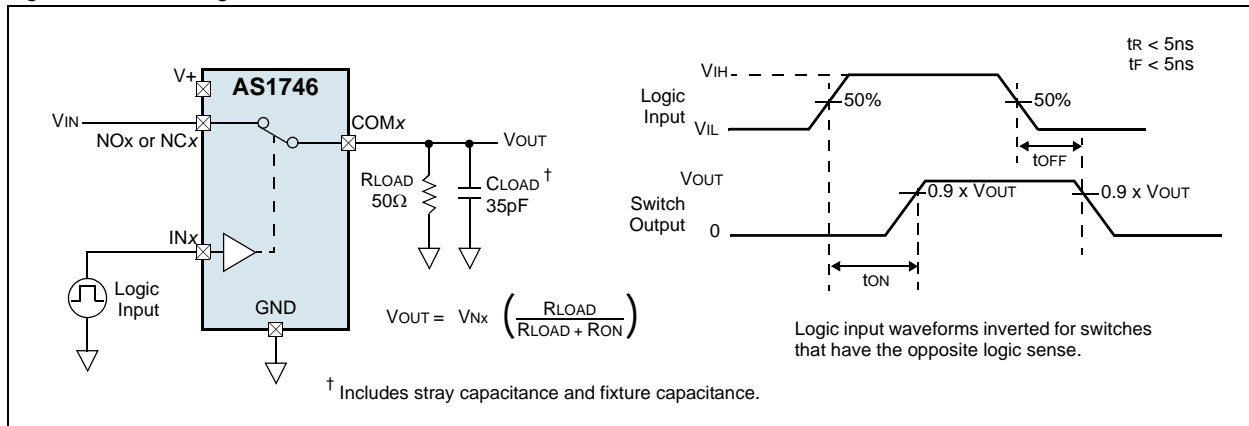 V+
AS1746
VIN
NOx or NCx
COMx
VOUT
RLOAD
50Ω
CLOAD †
35pF
INx
Logic
Input
GND
VOUT = VNx ( RLOAD / RLOAD + RON )
† Includes stray capacitance and fixture capacitance.
tR < 5ns
tF < 5ns
VIH
Logic
Input
VIL
50%
50%
tOFF
VOUT
Switch
Output
0
0.9 x VOUT
0.9 x VOUT
tON
Logic input waveforms inverted for switches
that have the opposite logic sense.